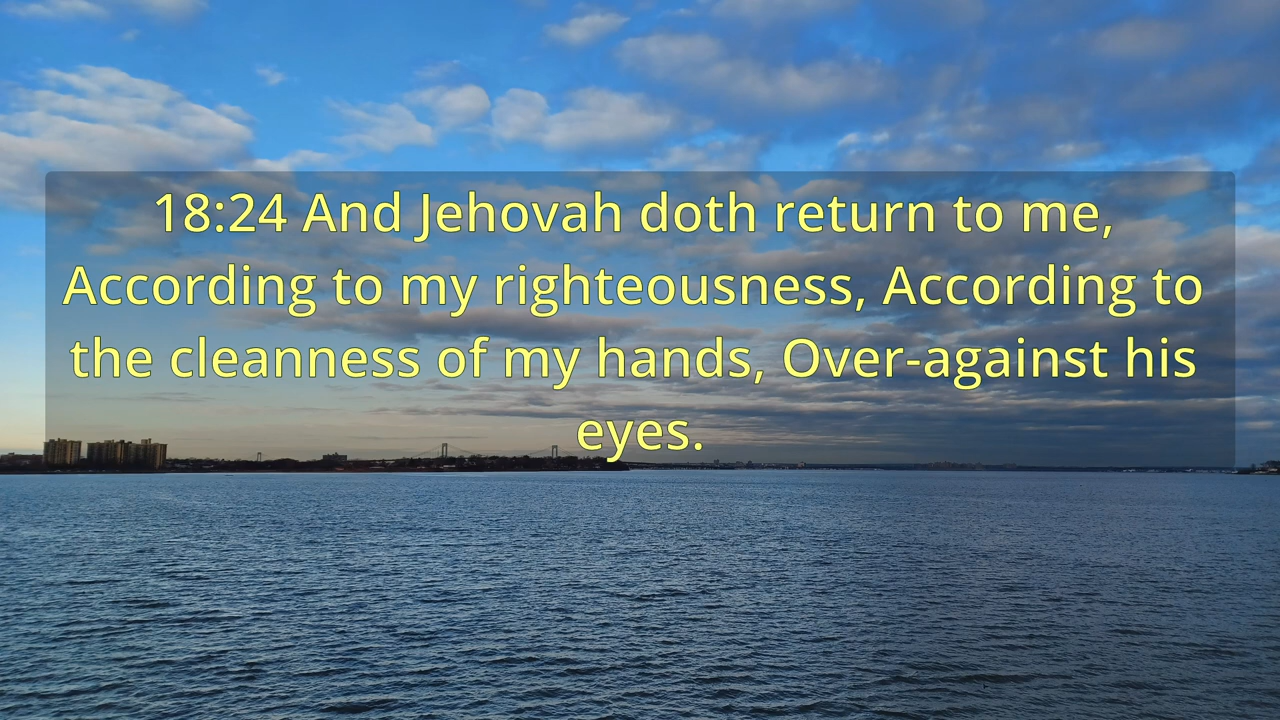 18:24 And Jehovah doth return to me,
According to my righteousness, According to
the cleanness of my hands, Over-against his
eyes.